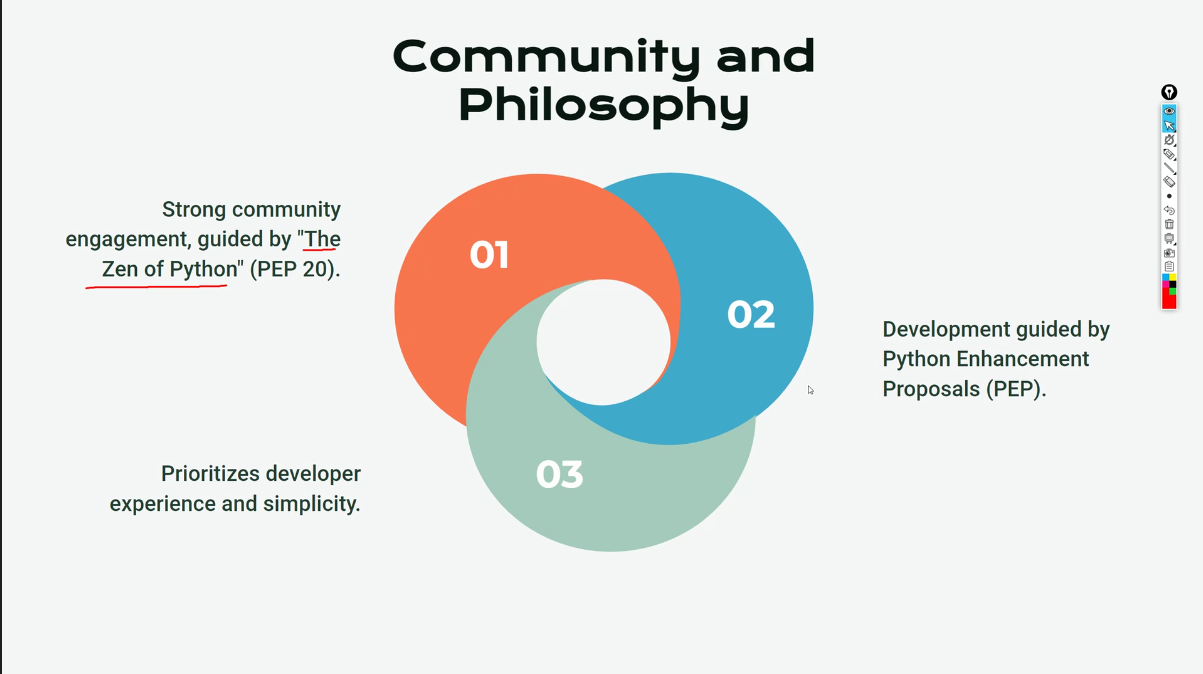 Community and
Philosophy
Strong community
engagement, guided by "The
Zen of Python" (PEP 20).
01
02
Development guided by
Python Enhancement
Proposals (PEP).
03
Prioritizes developer
experience and simplicity.